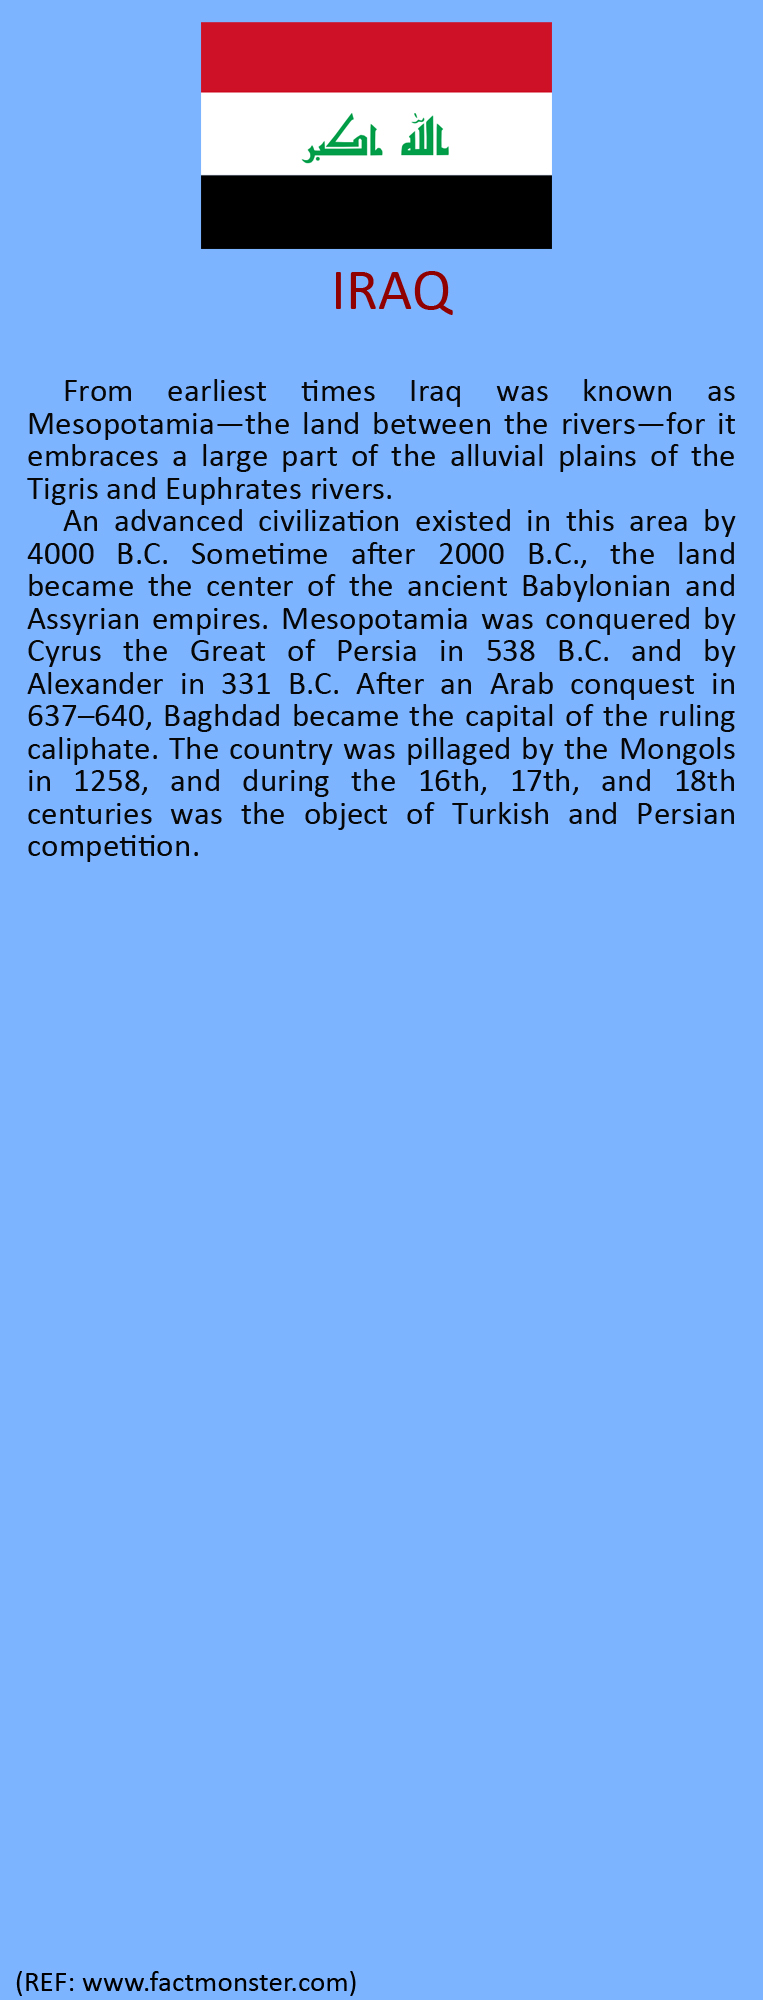 الله اكبر
IRAQ
From earliest times Iraq was known as
Mesopotamia—the land between the rivers—for it
embraces a large part of the alluvial plains of the
Tigris and Euphrates rivers.
An advanced civilization existed in this area by
4000 B.C. Sometime after 2000 B.C., the land
became the center of the ancient Babylonian and
Assyrian empires. Mesopotamia was conquered by
Cyrus the Great of Persia in 538 B.C. and by
Alexander in 331 B.C. After an Arab conquest in
637–640, Baghdad became the capital of the ruling
caliphate. The country was pillaged by the Mongols
in 1258, and during the 16th, 17th, and 18th
centuries was the object of Turkish and Persian
competition.
(REF: www.factmonster.com)